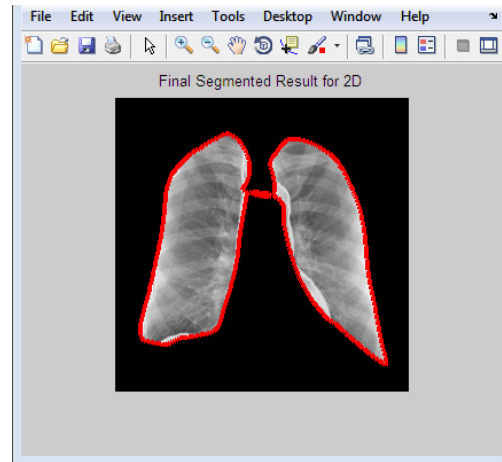 File Edit View Insert Tools Desktop Window Help
Final Segmented Result for 2D